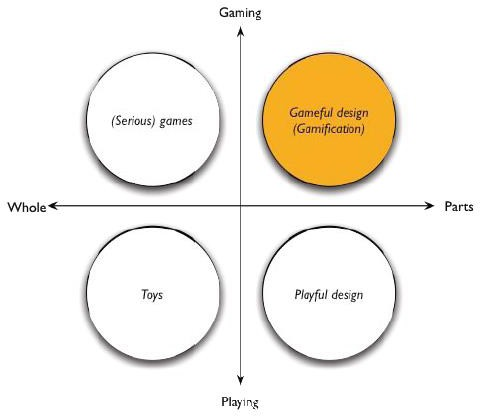 Gaming
(Serious) games
Gameful design
(Gamification)
Whole
Parts
Toys
Playful design
Playing